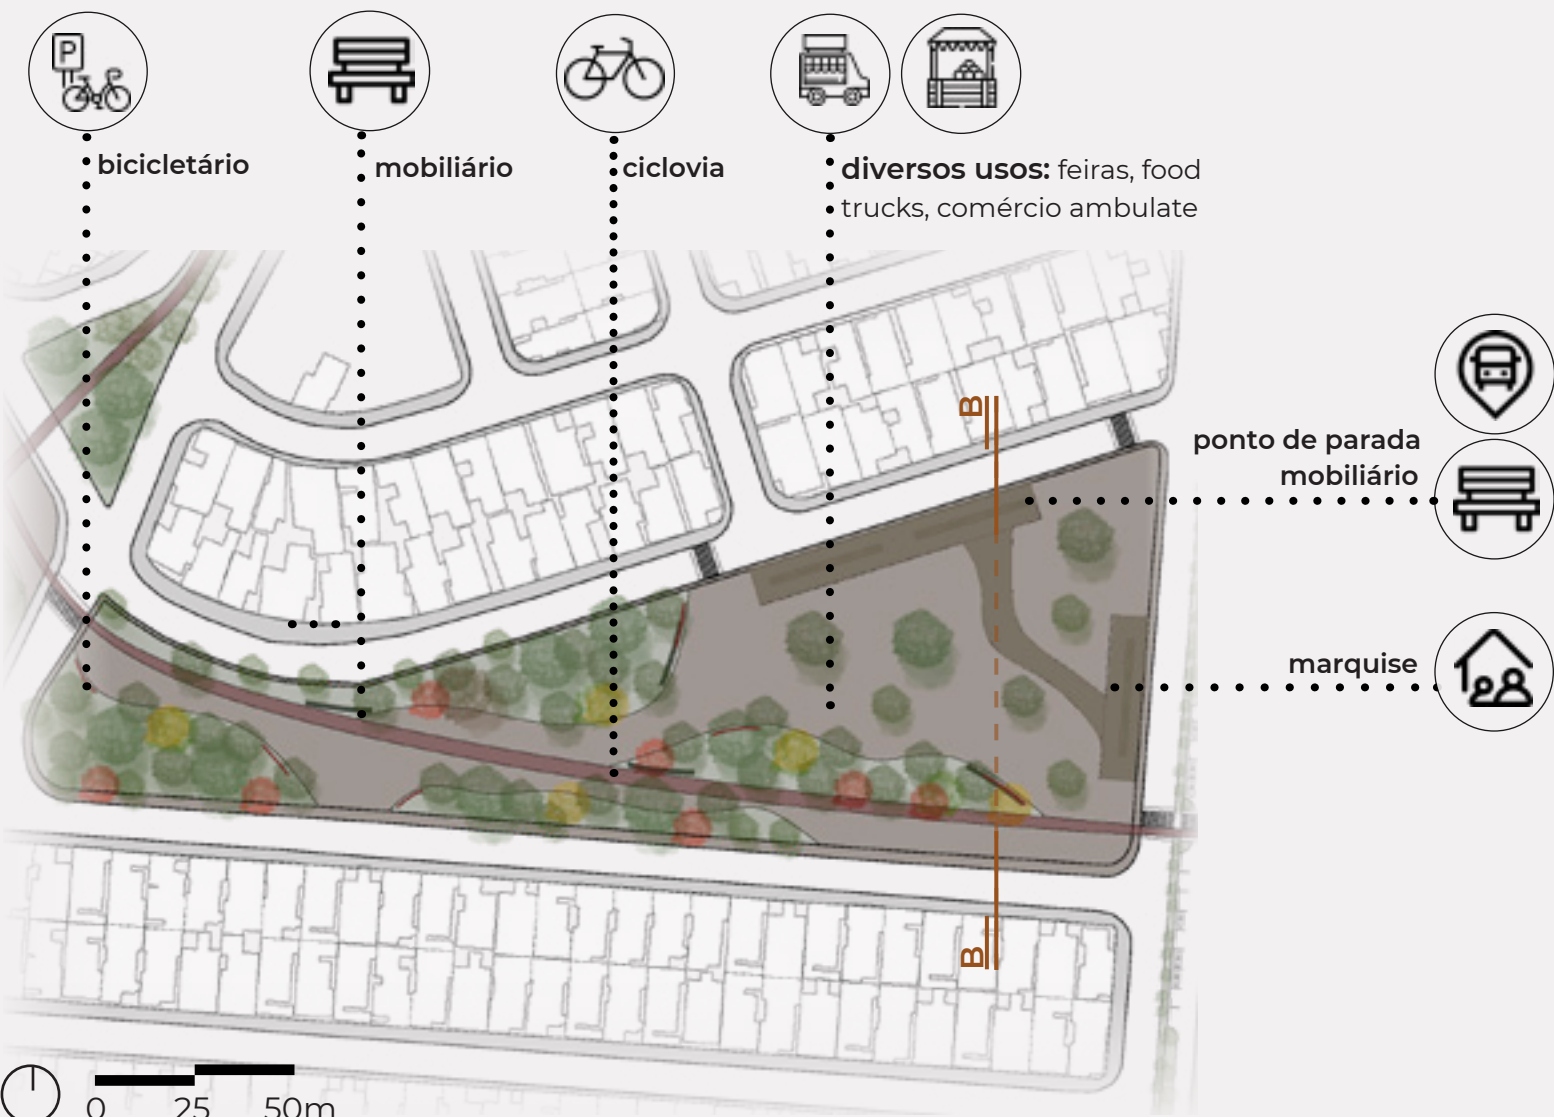 P
bicicletário
mobiliário
ciclovia
diversos usos: feiras, food
trucks, comércio ambulate
B
ponto de parada
mobiliário
marquise
B
0 25 50m